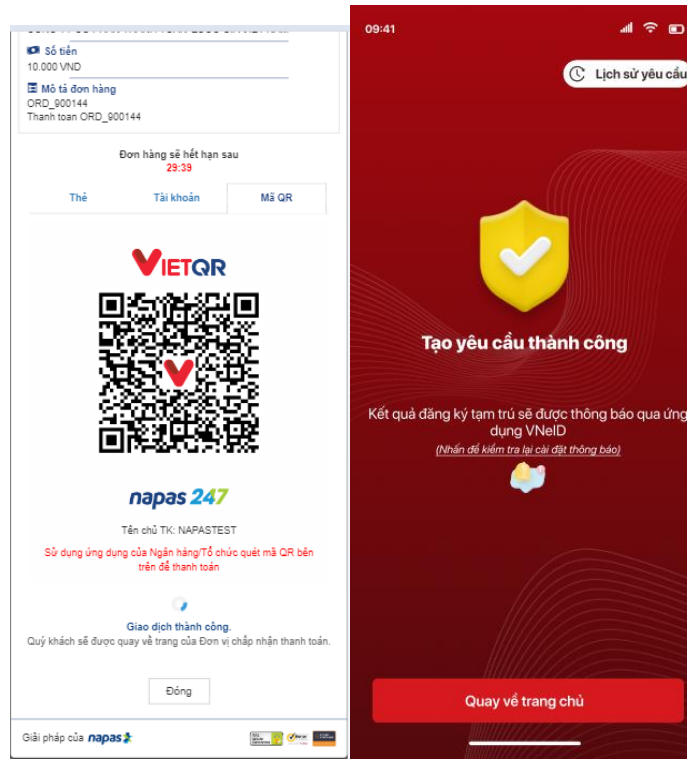 Số tiền
10.000 VND
Mô tả đơn hàng
ORD_900144
Thanh toan ORD_900144
Đơn hàng sẽ hết hạn sau
29:39
Thẻ Tài khoản Mã QR
VIETQR
napas 247
Tên chủ TK: NAPASTEST
Sử dụng ứng dụng của Ngân hàng/Tổ chức quét mã QR bên
trên để thanh toán
Giao dịch thành công.
Quý khách sẽ được quay về trang của Đơn vị chấp nhận thanh toán.
Đóng
Giải pháp của napas
09:41
Lịch sử yêu cầu
Tạo yêu cầu thành công
Kết quả đăng ký tạm trú sẽ được thông báo qua ứng
dụng VNeID
(Nhấn để kiểm tra lại cài đặt thông báo)
Quay về trang chủ